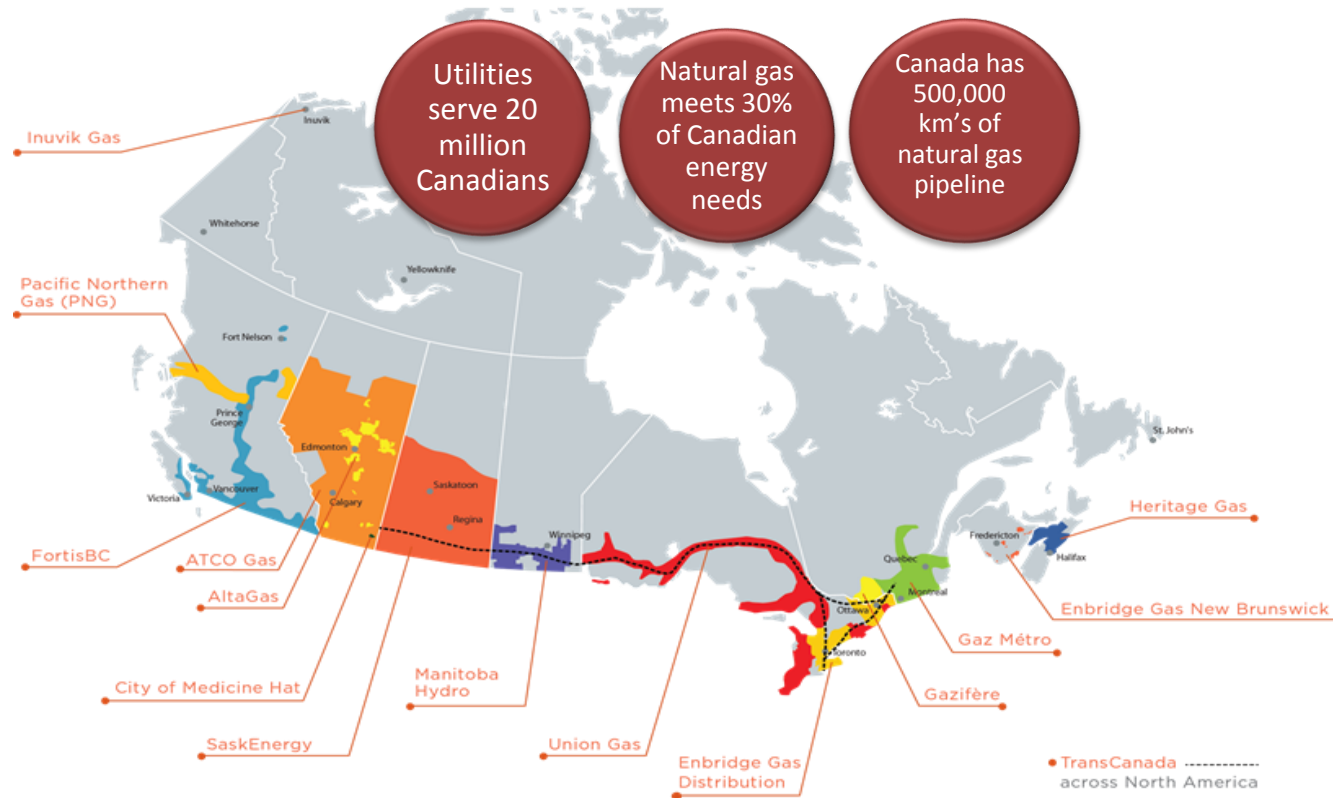 Utilities
serve 20
million
Canadians
Natural gas
meets 30%
of Canadian
energy
needs
Canada has
500,000
km’s of
natural gas
pipeline
Inuvik Gas
Inuvik
Whitehorse
Yellowknife
Pacific Northern
Gas (PNG)
Fort Nelson
Prince
George
Edmonton
St. John's
Victoria
Vancouver
Calgary
Saskatoon
Regina
Winnipeg
Quebec
Fredericton
Halifax
Ottawa
Montreal
Toronto
Heritage Gas
FortisBC
ATCO Gas
AltaGas
Enbridge Gas New Brunswick
Gaz Métro
City of Medicine Hat
Manitoba
Hydro
Gazifère
SaskEnergy
Union Gas
Enbridge Gas
Distribution
TransCanada
across North America